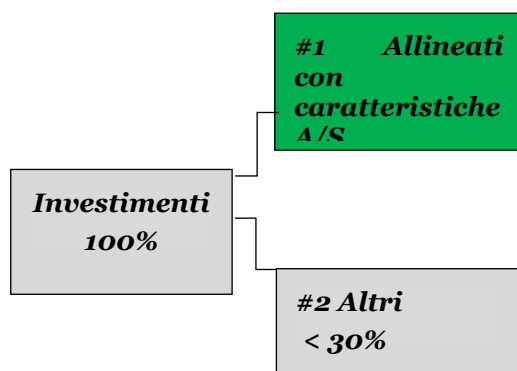 #1 Allineati
con
caratteristiche
A/S
Investimenti
100%
#2 Altri
< 30%